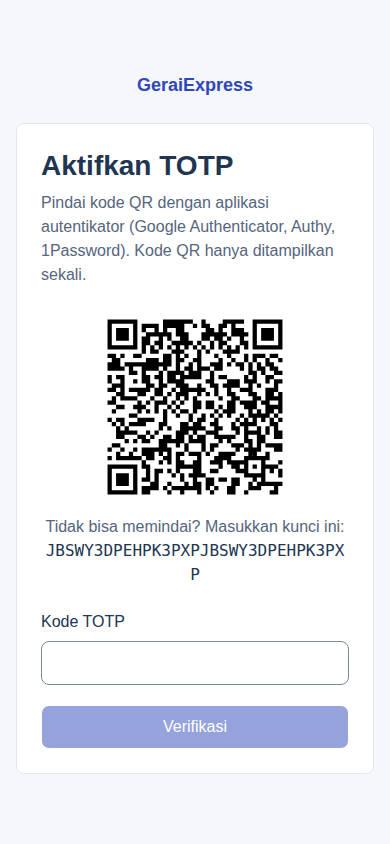 GeraiExpress
Aktifkan TOTP
Pindai kode QR dengan aplikasi
autentikator (Google Authenticator, Authy,
1Password). Kode QR hanya ditampilkan
sekali.
Tidak bisa memindai? Masukkan kunci ini:
JBSWY3DPEHPK3PXPJBSWY3DPEHPK3PX
P
Kode TOTP
Verifikasi